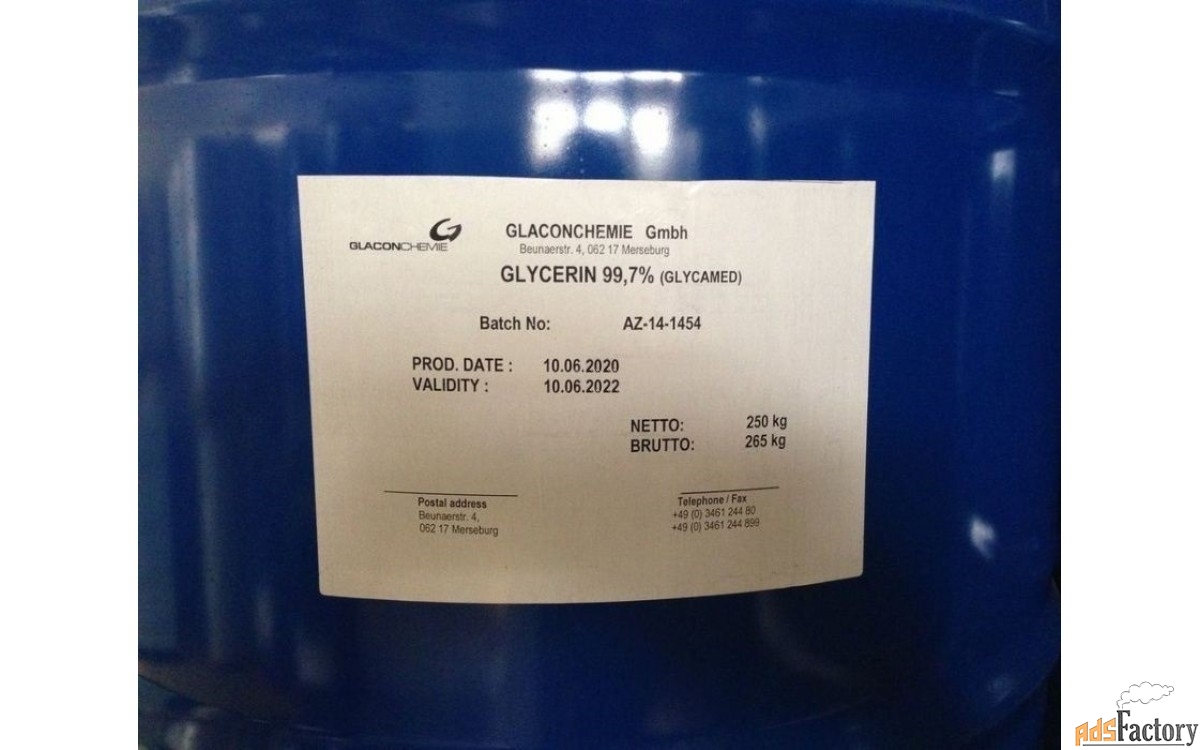 GLACONCHEMIE
GLACONCHEMIE Gmbh
Beunaerstr. 4, 062 17 Merseburg
GLYCERIN 99,7% (GLYCAMED)
Batch No: AZ-14-1454
PROD. DATE : 10.06.2020
VALIDITY : 10.06.2022
NETTO: 250 kg
BRUTTO: 265 kg
Postal address
Beunaerstr. 4,
062 17 Merseburg
Telephone / Fax
+49 (0) 3461 244 80
+49 (0) 3461 244 899
AdsFactory